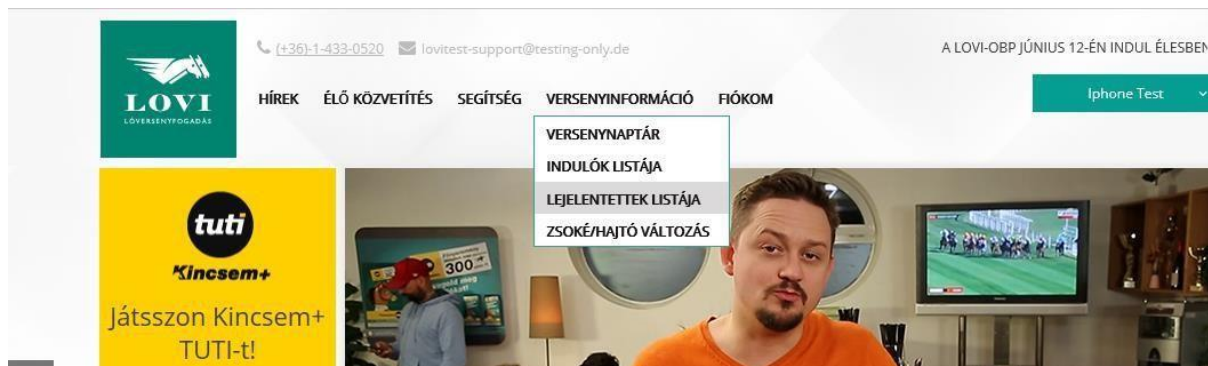 (+36)-1-433-0520 lovitest-support@testing-only.de
A LOVI-OBP JÚNIUS 12-ÉN INDUL ÉLESBEN
LOVI
LÓVERSENYFOGADÁS
HÍREK ÉLŐ KÖZVETÍTÉS SEGÍTSÉG VERSENYINFORMÁCIÓ FIÓKOM
Iphone Test
VERSENYNAPTÁR
INDULÓK LISTÁJA
LEJELENTETTEK LISTÁJA
ZSOKÉ/HAJTÓ VÁLTOZÁS
tuti
Kincsem+
Játsszon Kincsem+
TUTI-t!
300